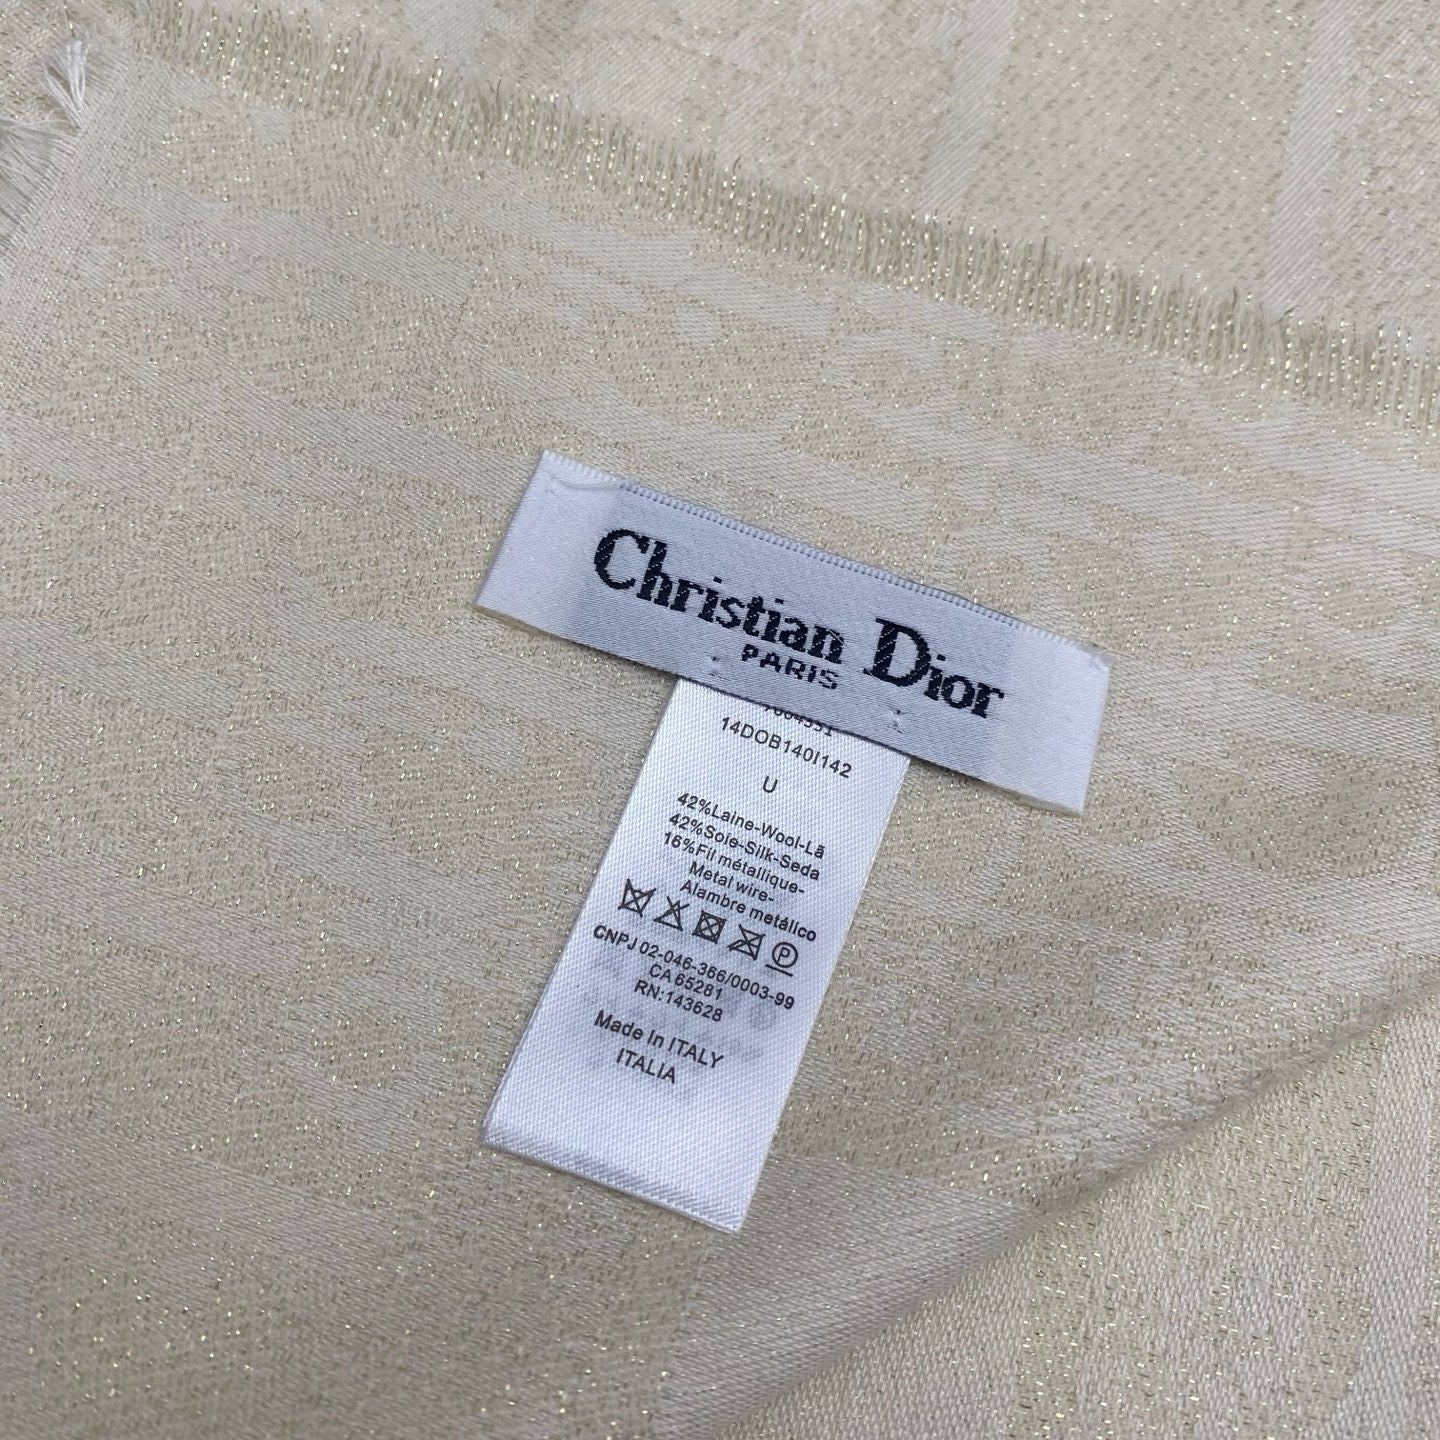 Christian Dior
PARIS
14DOB140I142
U
42%Laine-Wool-Lã
42%Soie-Silk-Seda
16%Fil métallique-
Metal wire-
Alambre metálico
P
CNPJ 02-046-366/0003-99
CA 65281
RN:143628
Made In ITALY
ITALIA